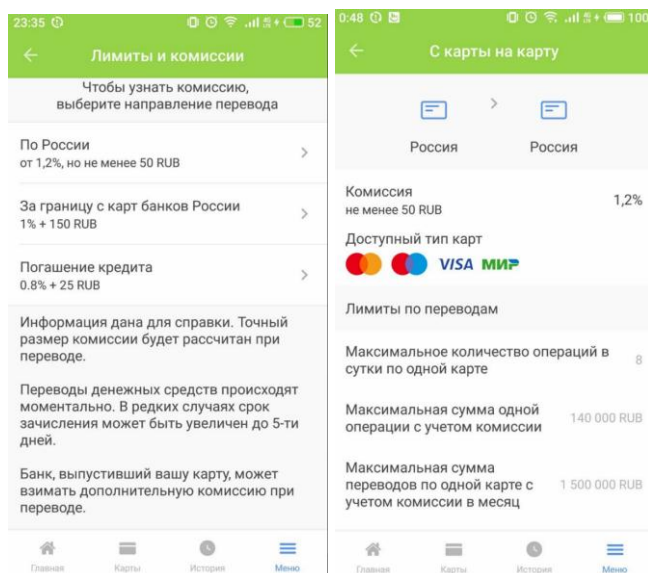 23:35
52
Лимиты и комиссии
Чтобы узнать комиссию,
выберите направление перевода
По России
от 1,2%, но не менее 50 RUB
За границу с карт банков России
1% + 150 RUB
Погашение кредита
0.8% + 25 RUB
Информация дана для справки. Точный
размер комиссии будет рассчитан при
переводе.
Переводы денежных средств происходят
моментально. В редких случаях срок
зачисления может быть увеличен до 5-ти
дней.
Банк, выпустивший вашу карту, может
взимать дополнительную комиссию при
переводе.
Главная Карты История Меню
0:48
100
С карты на карту
Россия Россия
Комиссия 1,2%
не менее 50 RUB
Доступный тип карт
VISA МИР
Лимиты по переводам
Максимальное количество операций в
сутки по одной карте 8
Максимальная сумма одной
операции с учетом комиссии 140 000 RUB
Максимальная сумма
переводов по одной карте с 1 500 000 RUB
учетом комиссии в месяц
Главная Карты История Меню